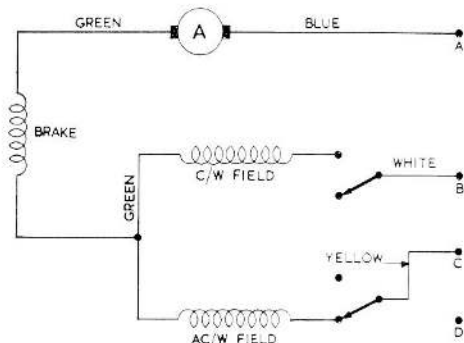 GREEN
A
BLUE
A
BRAKE
GREEN
C/W FIELD
WHITE
B
YELLOW
C
AC/W FIELD
D